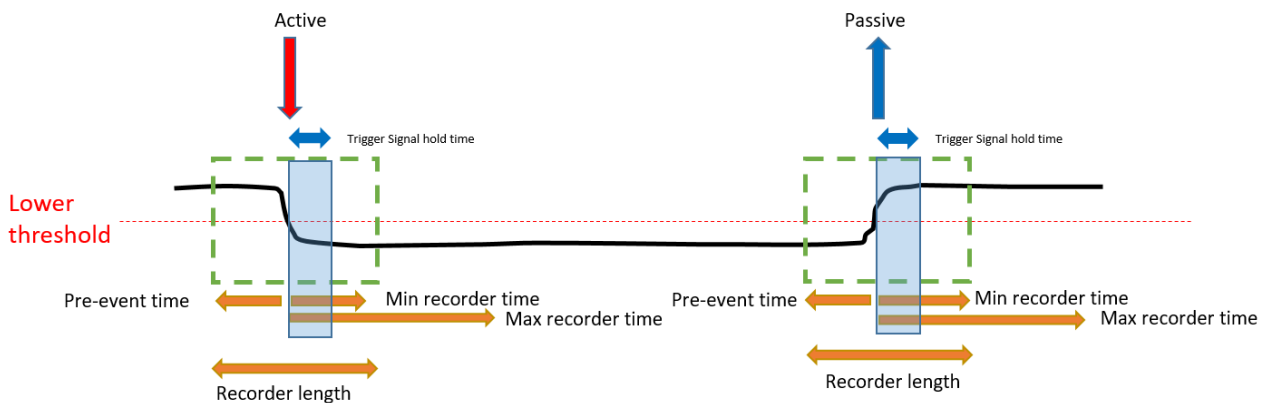 Active
Passive
Trigger Signal hold time
Trigger Signal hold time
Lower
threshold
Pre-event time
Min recorder time
Pre-event time
Min recorder time
Max recorder time
Max recorder time
Recorder length
Recorder length